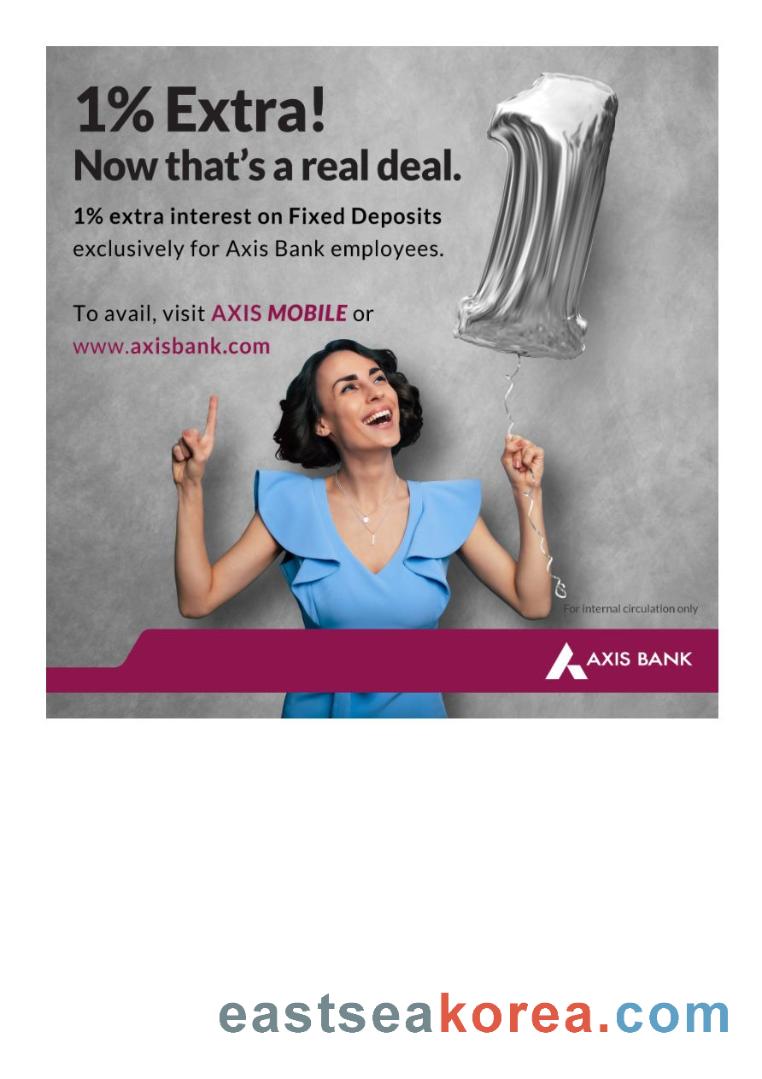 1% Extra!
Now that's a real deal.
1% extra interest on Fixed Deposits
exclusively for Axis Bank employees.
To avail, visit AXIS MOBILE or
www.axisbank.com
For internal circulation only
AXIS BANK
eastseakorea.com